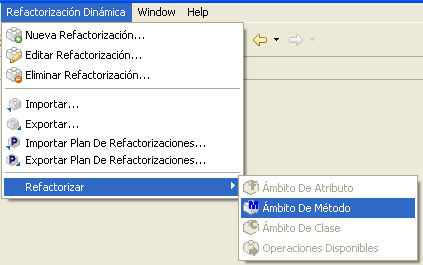 Refactorización Dinámica Window Help
Nueva Refactorización...
Editar Refactorización...
Eliminar Refactorización...
Importar...
Exportar...
Importar Plan De Refactorizaciones...
Exportar Plan De Refactorizaciones...
Refactorizar
Ámbito De Atributo
Ámbito De Método
Ámbito De Clase
Operaciones Disponibles